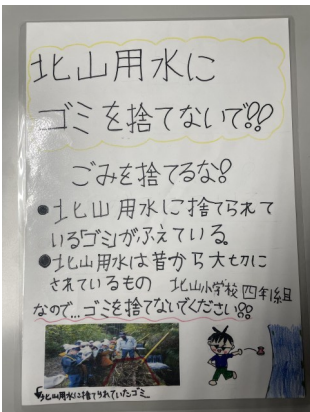 北山用水に
ゴミを捨てないで!!
ごみを捨てるな!
●北山用水に捨てられて
いる「ゴミ」がふえている。
●北山用水は昔から大切に
されているもの
北山小学校 四年1組
なので…ゴミを捨てないでください!!
北山用水に捨てられていたゴミ…